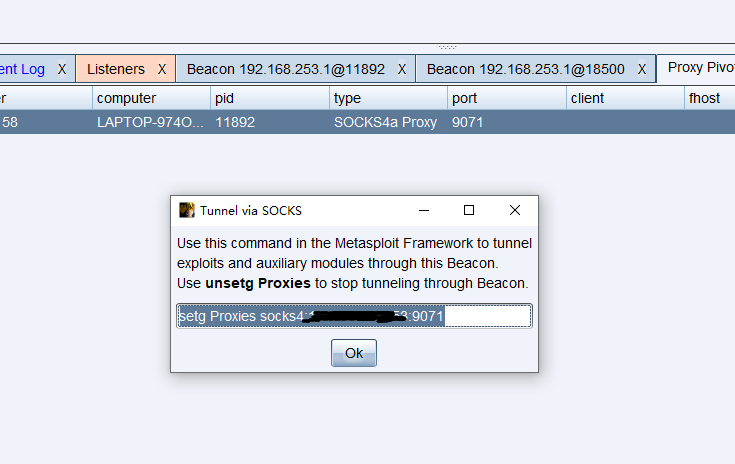 ent Log X Listeners X Beacon 192.168.253.1@11892 X Beacon 192.168.253.1@18500 X Proxy Pivo
r computer pid type port client fhost
58 LAPTOP-974O... 11892 SOCKS4a Proxy 9071
Tunnel via SOCKS
Use this command in the Metasploit Framework to tunnel
exploits and auxiliary modules through this Beacon.
Use unsetg Proxies to stop tunneling through Beacon.
setg Proxies socks4: :9071
Ok